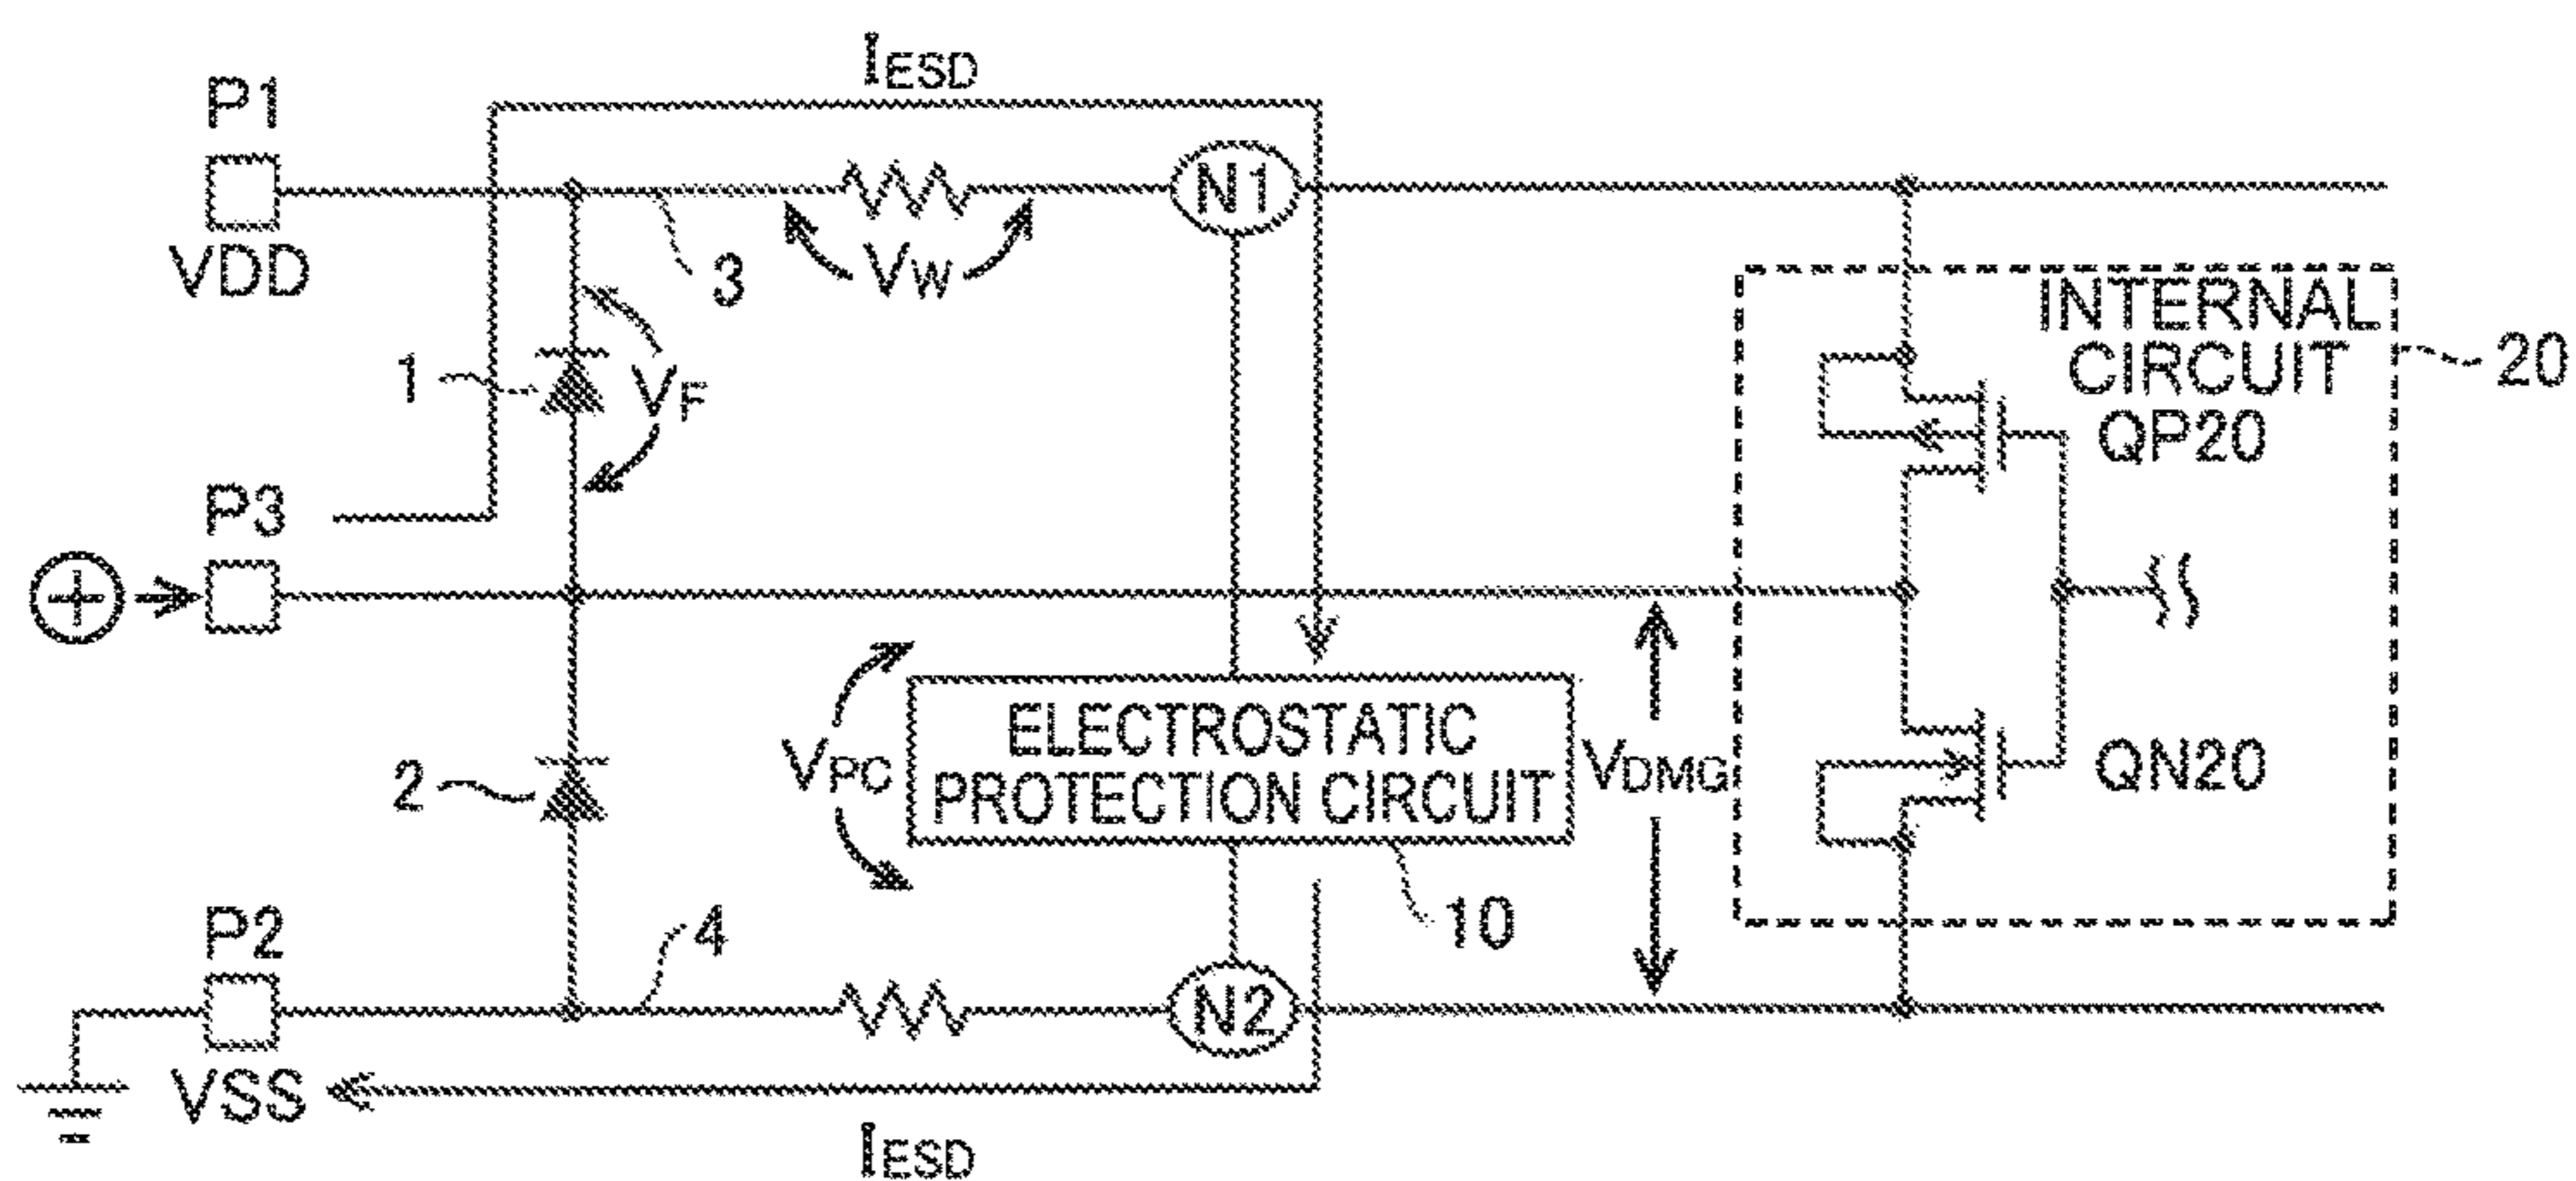 IESD
P1
VDD
3
VW
N1
INTERNAL
CIRCUIT
20
1
VF
QP20
P3
+
ELECTROSTATIC
PROTECTION CIRCUIT
VPC
VDMG
QN20
2
10
P2
4
N2
VSS
IESD